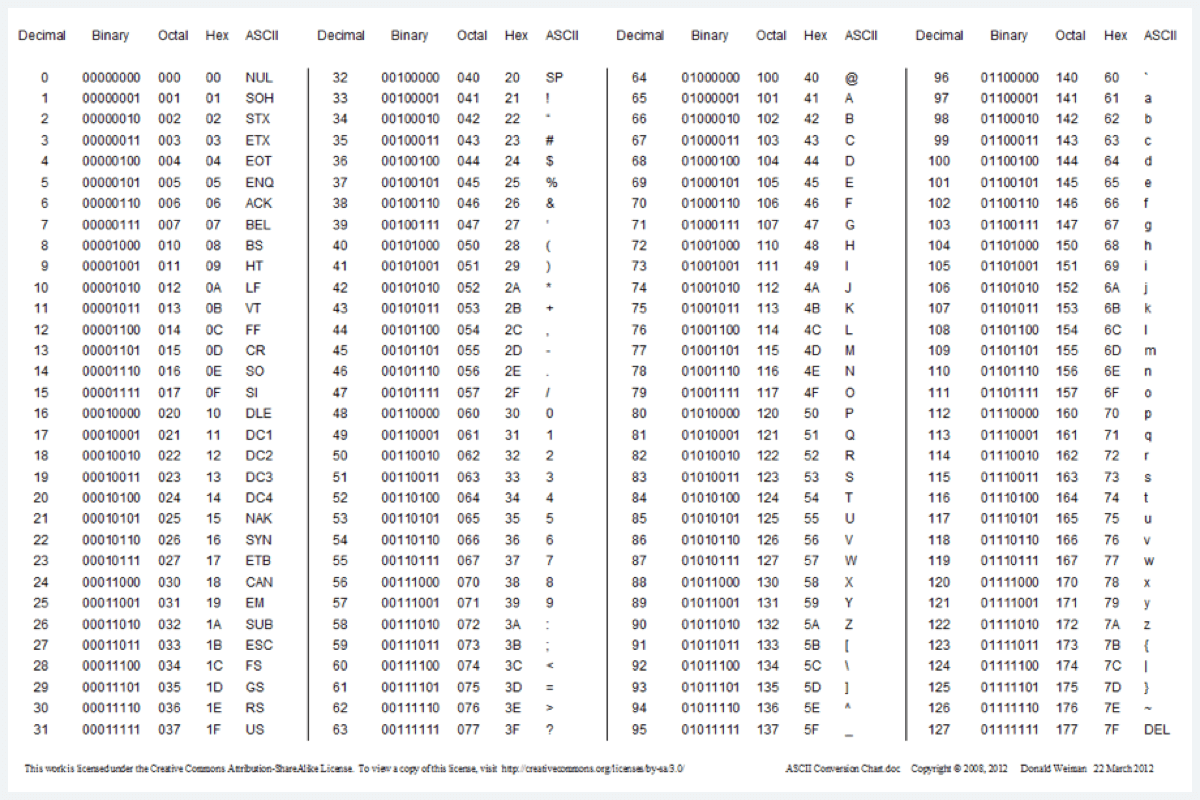 Decimal Binary Octal Hex ASCII Decimal Binary Octal Hex ASCII Decimal Binary Octal Hex ASCII Decimal Binary Octal Hex ASCII
0 00000000 000 00 NUL 32 00100000 040 20 SP 64 01000000 100 40 @ 96 01100000 140 60 `
1 00000001 001 01 SOH 33 00100001 041 21 ! 65 01000001 101 41 A 97 01100001 141 61 a
2 00000010 002 02 STX 34 00100010 042 22 " 66 01000010 102 42 B 98 01100010 142 62 b
3 00000011 003 03 ETX 35 00100011 043 23 # 67 01000011 103 43 C 99 01100011 143 63 c
4 00000100 004 04 EOT 36 00100100 044 24 $ 68 01000100 104 44 D 100 01100100 144 64 d
5 00000101 005 05 ENQ 37 00100101 045 25 % 69 01000101 105 45 E 101 01100101 145 65 e
6 00000110 006 06 ACK 38 00100110 046 26 & 70 01000110 106 46 F 102 01100110 146 66 f
7 00000111 007 07 BEL 39 00100111 047 27 ' 71 01000111 107 47 G 103 01100111 147 67 g
8 00001000 010 08 BS 40 00101000 050 28 ( 72 01001000 110 48 H 104 01101000 150 68 h
9 00001001 011 09 HT 41 00101001 051 29 ) 73 01001001 111 49 I 105 01101001 151 69 i
10 00001010 012 0A LF 42 00101010 052 2A * 74 01001010 112 4A J 106 01101010 152 6A j
11 00001011 013 0B VT 43 00101011 053 2B + 75 01001011 113 4B K 107 01101011 153 6B k
12 00001100 014 0C FF 44 00101100 054 2C , 76 01001100 114 4C L 108 01101100 154 6C l
13 00001101 015 0D CR 45 00101101 055 2D - 77 01001101 115 4D M 109 01101101 155 6D m
14 00001110 016 0E SO 46 00101110 056 2E . 78 01001110 116 4E N 110 01101110 156 6E n
15 00001111 017 0F SI 47 00101111 057 2F / 79 01001111 117 4F O 111 01101111 157 6F o
16 00010000 020 10 DLE 48 00110000 060 30 0 80 01010000 120 50 P 112 01110000 160 70 p
17 00010001 021 11 DC1 49 00110001 061 31 1 81 01010001 121 51 Q 113 01110001 161 71 q
18 00010010 022 12 DC2 50 00110010 062 32 2 82 01010010 122 52 R 114 01110010 162 72 r
19 00010011 023 13 DC3 51 00110011 063 33 3 83 01010011 123 53 S 115 01110011 163 73 s
20 00010100 024 14 DC4 52 00110100 064 34 4 84 01010100 124 54 T 116 01110100 164 74 t
21 00010101 025 15 NAK 53 00110101 065 35 5 85 01010101 125 55 U 117 01110101 165 75 u
22 00010110 026 16 SYN 54 00110110 066 36 6 86 01010110 126 56 V 118 01110110 166 76 v
23 00010111 027 17 ETB 55 00110111 067 37 7 87 01010111 127 57 W 119 01110111 167 77 w
24 00011000 030 18 CAN 56 00111000 070 38 8 88 01011000 130 58 X 120 01111000 170 78 x
25 00011001 031 19 EM 57 00111001 071 39 9 89 01011001 131 59 Y 121 01111001 171 79 y
26 00011010 032 1A SUB 58 00111010 072 3A : 90 01011010 132 5A Z 122 01111010 172 7A z
27 00011011 033 1B ESC 59 00111011 073 3B ; 91 01011011 133 5B [ 123 01111011 173 7B {
28 00011100 034 1C FS 60 00111100 074 3C < 92 01011100 134 5C \ 124 01111100 174 7C |
29 00011101 035 1D GS 61 00111101 075 3D = 93 01011101 135 5D ] 125 01111101 175 7D }
30 00011110 036 1E RS 62 00111110 076 3E > 94 01011110 136 5E ^ 126 01111110 176 7E ~
31 00011111 037 1F US 63 00111111 077 3F ? 95 01011111 137 5F _ 127 01111111 177 7F DEL
This work is licensed under the Creative Commons Attribution-ShareAlike License. To view a copy of this license, visit http://creativecommons.org/licenses/by-sa/3.0/ ASCII Conversion Chart.doc Copyright © 2008, 2012 Donald Weiman 22 March 2012